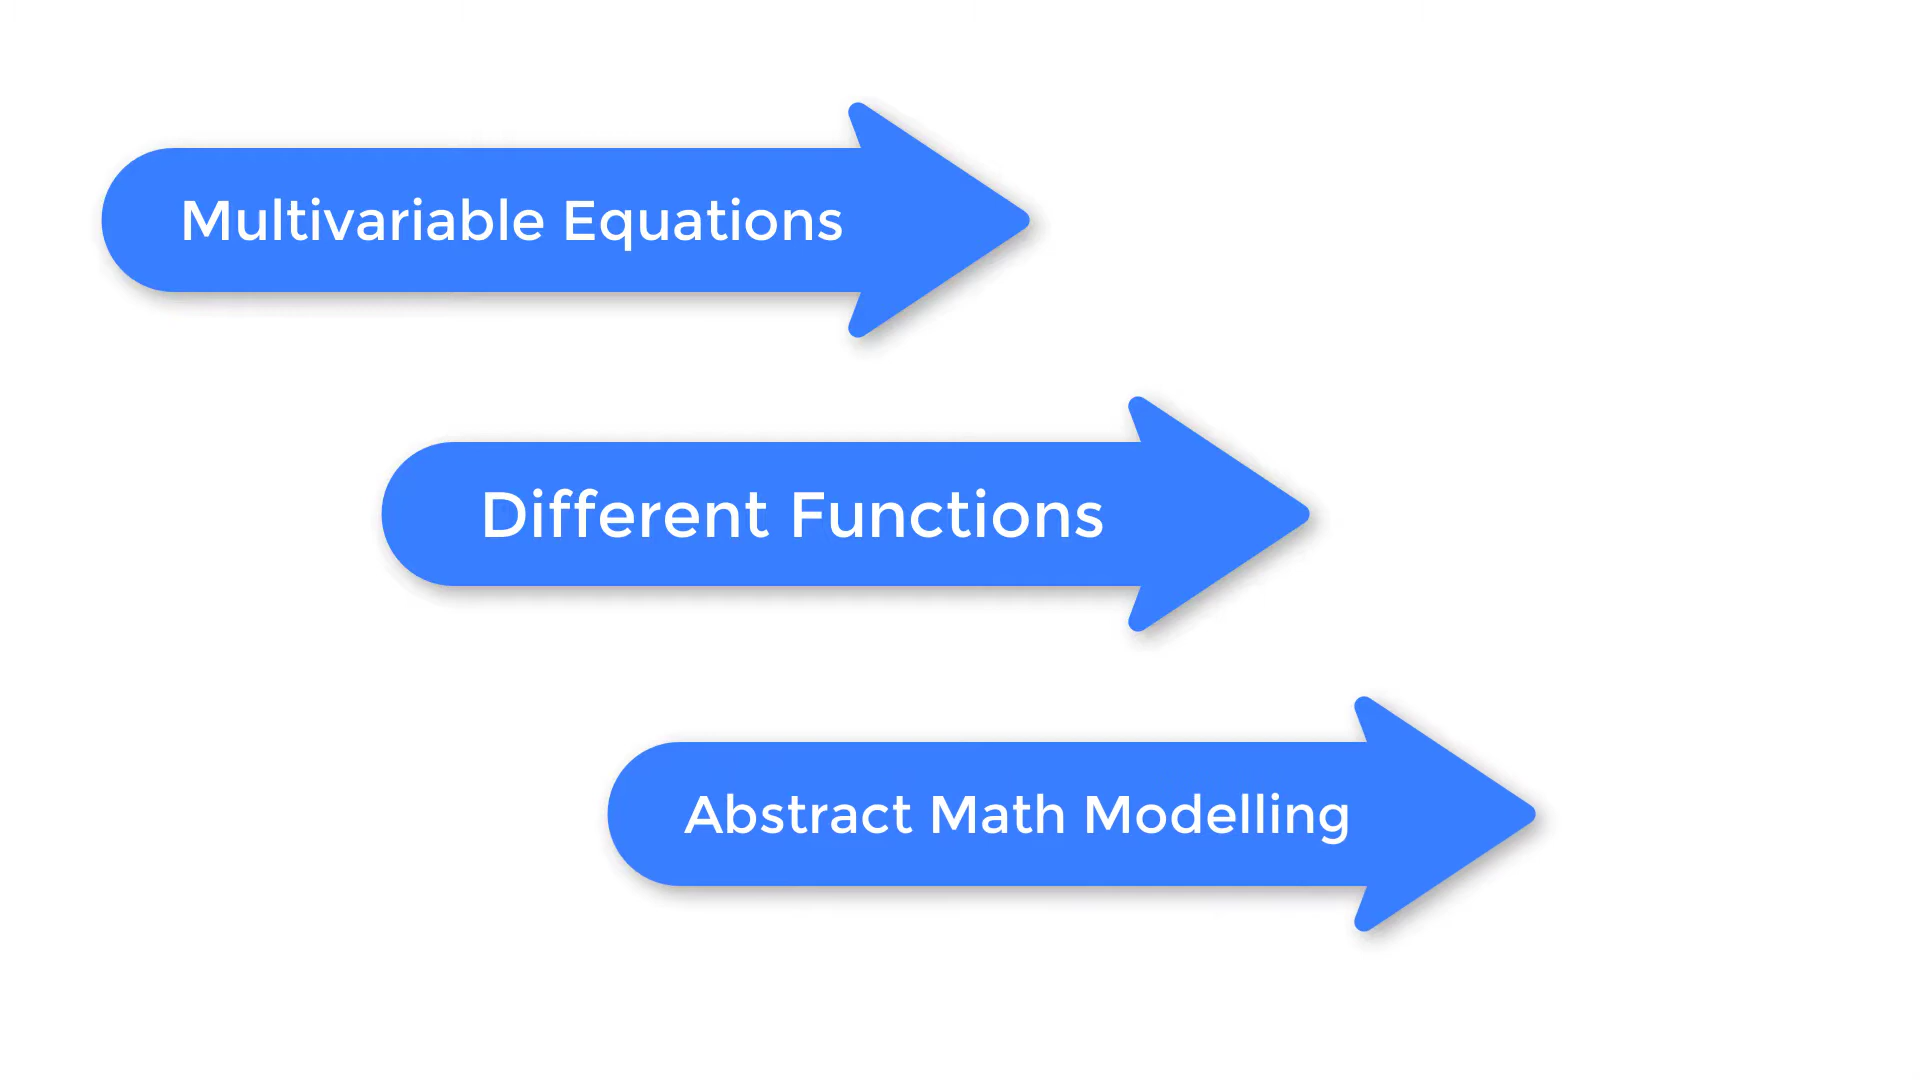 Multivariable Equations
Different Functions
Abstract Math Modelling